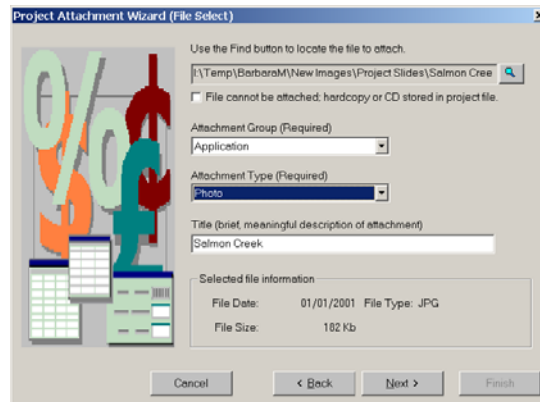 Project Attachment Wizard (File Select)
Use the Find button to locate the file to attach.
I:\Temp\BarbaraM\New Images\Project Slides\Salmon Cree
File cannot be attached; hardcopy or CD stored in project file.
Attachment Group (Required)
Application
Attachment Type (Required)
Photo
Title (brief, meaningful description of attachment)
Salmon Creek
Selected file information
File Date: 01/01/2001 File Type: JPG
File Size: 182 Kb
Cancel < Back Next > Finish